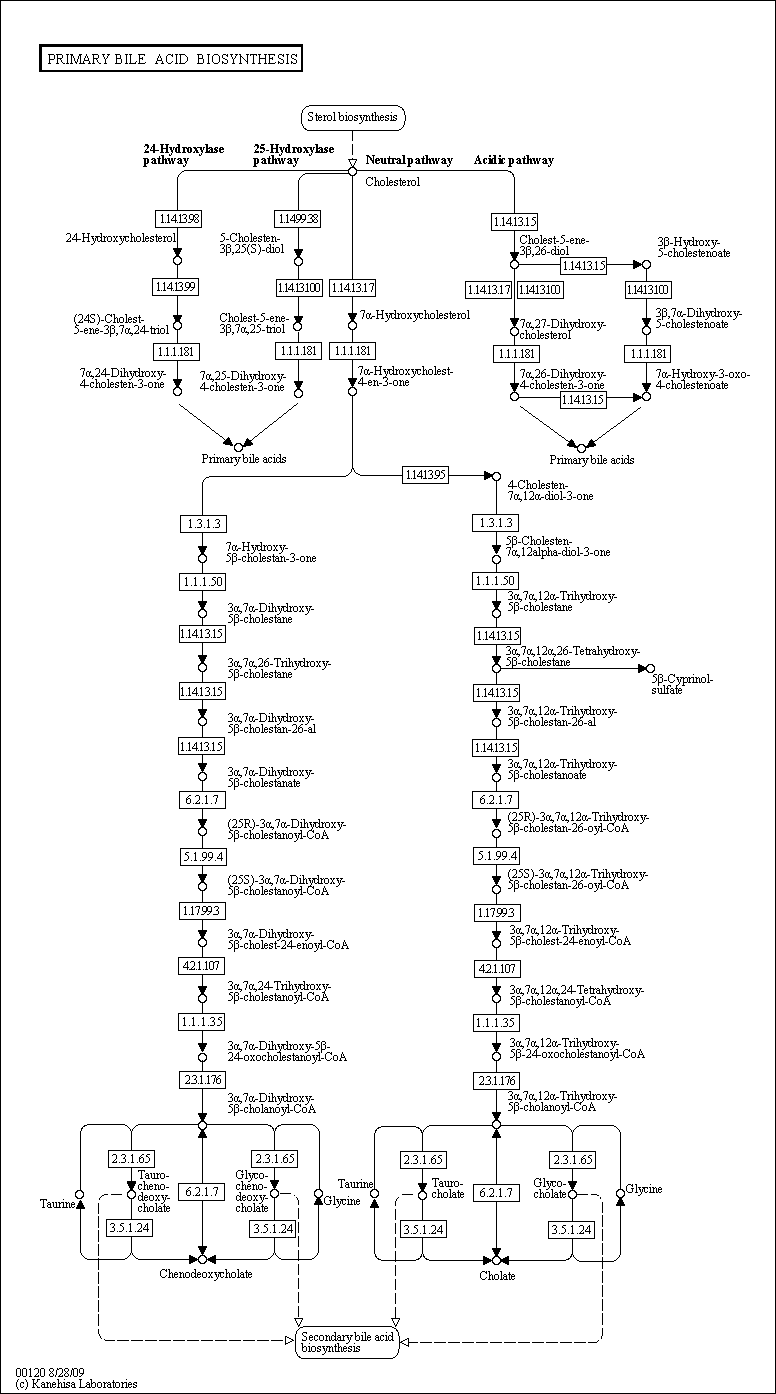 PRIMARY BILE ACID BIOSYNTHESIS
Sterol biosynthesis
24-Hydroxylase
pathway
25-Hydroxylase
pathway
Neutral pathway
Acidic pathway
Cholesterol
1.14.13.98
1.14.99.38
1.14.13.15
24-Hydroxycholesterol
5-Cholesten-
3β,25(S)-diol
Cholest-5-ene-
3β,26-diol
3β-Hydroxy-
5-cholestenoate
1.14.13.15
1.14.13.99
1.14.13.100
1.14.13.17
1.14.13.17
1.14.13.100
1.14.13.100
(24S)-Cholest-
5-ene-3β,7α,24-triol
Cholest-5-ene-
3β,7α,25-triol
7α-Hydroxycholesterol
7α,27-Dihydroxy-
cholesterol
3β,7α-Dihydroxy-
5-cholestenoate
1.1.1.181
1.1.1.181
1.1.1.181
1.1.1.181
1.1.1.181
7α,24-Dihydroxy-
4-cholesten-3-one
7α,25-Dihydroxy-
4-cholesten-3-one
7α-Hydroxycholest-
4-en-3-one
7α,26-Dihydroxy-
4-cholesten-3-one
7α-Hydroxy-3-oxo-
4-cholestenoate
1.14.13.15
Primary bile acids
Primary bile acids
1.14.13.95
4-Cholesten-
7α,12α-diol-3-one
1.3.1.3
7α-Hydroxy-
5β-cholestan-3-one
1.1.1.50
3α,7α-Dihydroxy-
5β-cholestane
1.14.13.15
3α,7α,26-Trihydroxy-
5β-cholestane
1.14.13.15
3α,7α-Dihydroxy-
5β-cholestan-26-al
1.14.13.15
3α,7α-Dihydroxy-
5β-cholestanate
6.2.1.7
(25R)-3α,7α-Dihydroxy-
5β-cholestanoyl-CoA
5.1.99.4
(25S)-3α,7α-Dihydroxy-
5β-cholestanoyl-CoA
1.17.99.3
3α,7α-Dihydroxy-
5β-cholest-24-enoyl-CoA
4.2.1.107
3α,7α,24-Trihydroxy-
5β-cholestanoyl-CoA
1.1.1.35
3α,7α-Dihydroxy-5β-
24-oxocholestanoyl-CoA
2.3.1.176
3α,7α-Dihydroxy-
5β-cholanoyl-CoA
1.3.1.3
5β-Cholesten-
7α,12alpha-diol-3-one
1.1.1.50
3α,7α,12α-Trihydroxy-
5β-cholestane
1.14.13.15
3α,7α,12α,26-Tetrahydroxy-
5β-cholestane
5β-Cyprinol-
sulfate
1.14.13.15
3α,7α,12α-Trihydroxy-
5β-cholestan-26-al
1.14.13.15
3α,7α,12α-Trihydroxy-
5β-cholestanoate
6.2.1.7
(25R)-3α,7α,12α-Trihydroxy-
5β-cholestan-26-oyl-CoA
5.1.99.4
(25S)-3α,7α,12α-Trihydroxy-
5β-cholestan-26-oyl-CoA
1.17.99.3
3α,7α,12α-Trihydroxy-
5β-cholest-24-enoyl-CoA
4.2.1.107
3α,7α,12α,24-Tetrahydroxy-
5β-cholestanoyl-CoA
1.1.1.35
3α,7α,12α-Trihydroxy-
5β-24-oxocholestanoyl-CoA
2.3.1.176
3α,7α,12α-Trihydroxy-
5β-cholanoyl-CoA
2.3.1.65
2.3.1.65
Taurine
Tauro-
cheno-
deoxy-
cholate
6.2.1.7
Glyco-
cheno-
deoxy-
cholate
Glycine
3.5.1.24
3.5.1.24
Chenodeoxycholate
2.3.1.65
2.3.1.65
Taurine
Tauro-
cholate
6.2.1.7
Glyco-
cholate
Glycine
3.5.1.24
3.5.1.24
Cholate
Secondary bile acid
biosynthesis
00120 8/28/09
(c) Kanehisa Laboratories